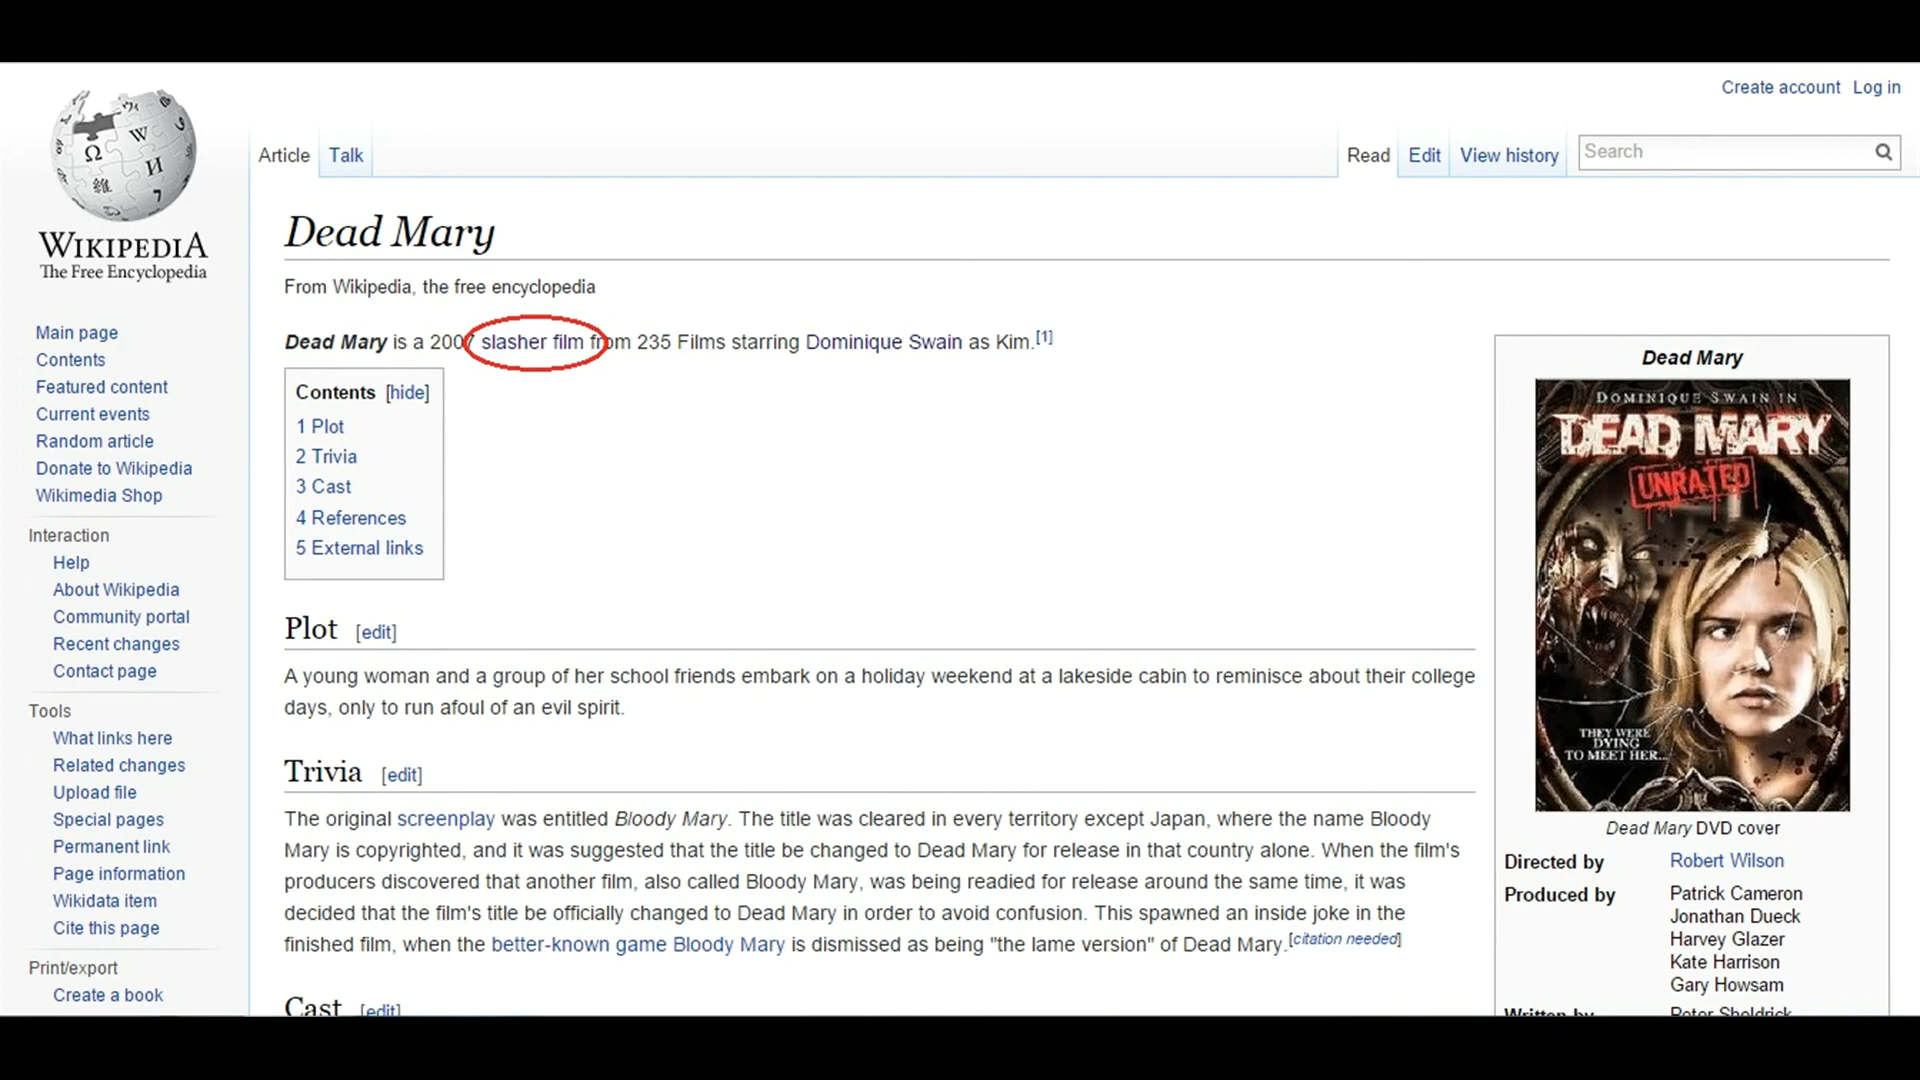 Create account Log in
Article Talk Read Edit View history Search
WIKIPEDIA
The Free Encyclopedia
Main page
Contents
Featured content
Current events
Random article
Donate to Wikipedia
Wikimedia Shop
Interaction
Help
About Wikipedia
Community portal
Recent changes
Contact page
Tools
What links here
Related changes
Upload file
Special pages
Permanent link
Page information
Wikidata item
Cite this page
Print/export
Create a book
Dead Mary
From Wikipedia, the free encyclopedia
Dead Mary is a 2007 slasher film from 235 Films starring Dominique Swain as Kim.[1]
Contents [hide]
1 Plot
2 Trivia
3 Cast
4 References
5 External links
Plot [edit]
A young woman and a group of her school friends embark on a holiday weekend at a lakeside cabin to reminisce about their college
days, only to run afoul of an evil spirit.
Trivia [edit]
The original screenplay was entitled Bloody Mary. The title was cleared in every territory except Japan, where the name Bloody
Mary is copyrighted, and it was suggested that the title be changed to Dead Mary for release in that country alone. When the film's
producers discovered that another film, also called Bloody Mary, was being readied for release around the same time, it was
decided that the film's title be officially changed to Dead Mary in order to avoid confusion. This spawned an inside joke in the
finished film, when the better-known game Bloody Mary is dismissed as being "the lame version" of Dead Mary.[citation needed]
Cast [edit]
Dead Mary
DOMINIQUE SWAIN IN
DEAD MARY
UNRATED
THEY WERE
DYING
TO MEET HER...
Dead Mary DVD cover
Directed by Robert Wilson
Produced by Patrick Cameron
Jonathan Dueck
Harvey Glazer
Kate Harrison
Gary Howsam
Written by Peter Sheldrick